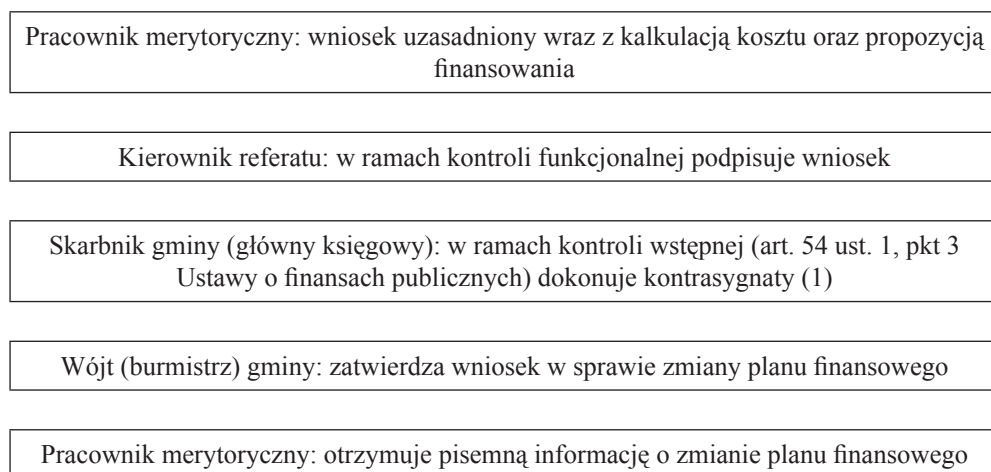 Pracownik merytoryczny: wniosek uzasadniony wraz z kalkulacją kosztu oraz propozycją
finansowania
Kierownik referatu: w ramach kontroli funkcjonalnej podpisuje wniosek
Skarbnik gminy (główny księgowy): w ramach kontroli wstępnej (art. 54 ust. 1, pkt 3
Ustawy o finansach publicznych) dokonuje kontrasygnaty (1)
Wójt (burmistrz) gminy: zatwierdza wniosek w sprawie zmiany planu finansowego
Pracownik merytoryczny: otrzymuje pisemną informację o zmianie planu finansowego